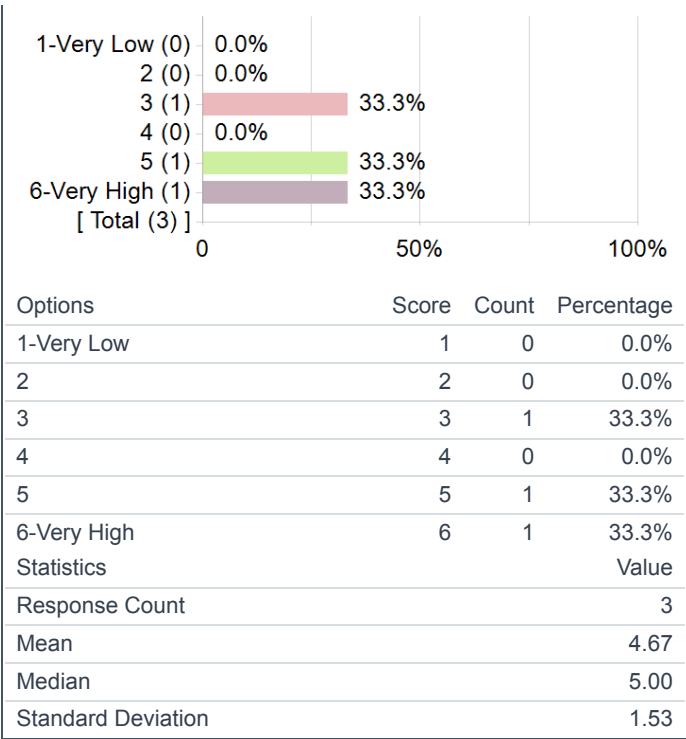 1-Very Low (0) 0.0%
2 (0) 0.0%
3 (1) 33.3%
4 (0) 0.0%
5 (1) 33.3%
6-Very High (1) 33.3%
[ Total (3) ]
0 50% 100%
Options Score Count Percentage
1-Very Low 1 0 0.0%
2 2 0 0.0%
3 3 1 33.3%
4 4 0 0.0%
5 5 1 33.3%
6-Very High 6 1 33.3%
Statistics Value
Response Count 3
Mean 4.67
Median 5.00
Standard Deviation 1.53